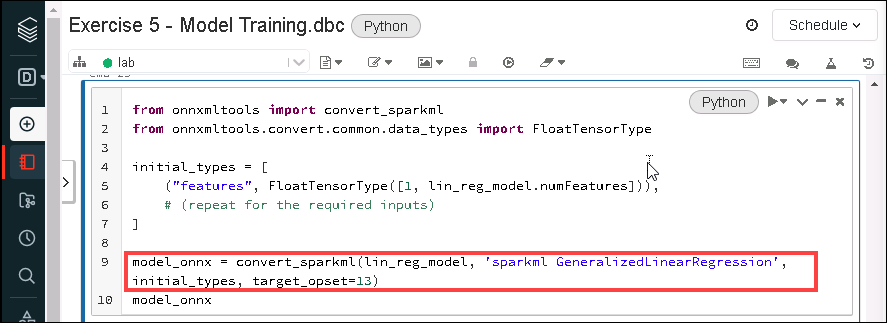 Exercise 5 - Model Training.dbc Python
Schedule
D
lab
Python
1 from onnxmltools import convert_sparkml
2 from onnxmltools.convert.common.data_types import FloatTensorType
3
4 initial_types = [
5 ("features", FloatTensorType([1, lin_reg_model.numFeatures])),
6 # (repeat for the required inputs)
7 ]
8
9 model_onnx = convert_sparkml(lin_reg_model, 'sparkml GeneralizedLinearRegression',
initial_types, target_opset=13)
10 model_onnx